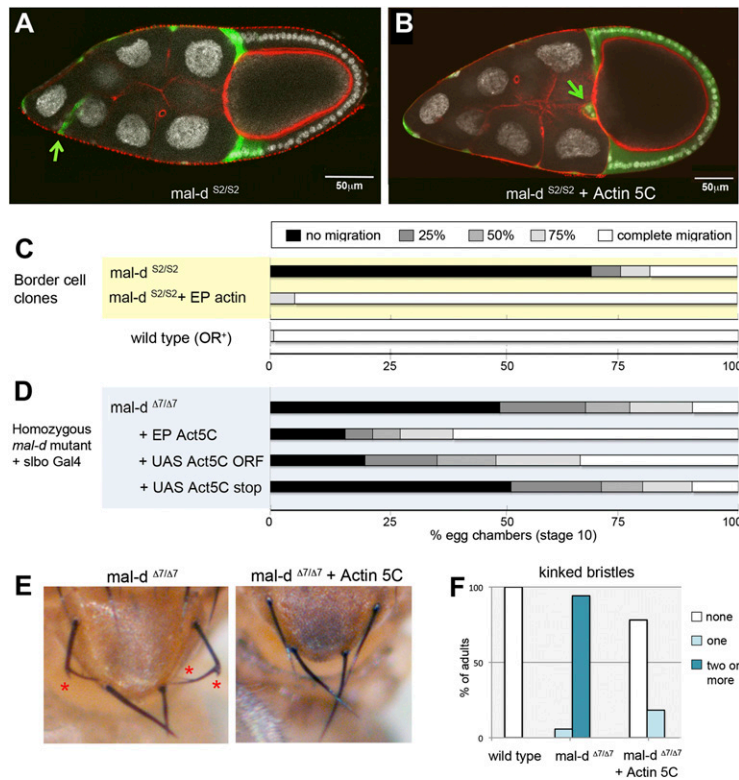 A
50µm
mal-d S2/S2
B
50µm
mal-d S2/S2 + Actin 5C
C
no migration 25% 50% 75% complete migration
Border cell clones
mal-d S2/S2
mal-d S2/S2 + EP actin
wild type (OR+)
0 25 50 75 100
D
Homozygous mal-d mutant + slbo Gal4
mal-d Δ7/Δ7
+ EP Act5C
+ UAS Act5C ORF
+ UAS Act5C stop
0 25 50 75 100
% egg chambers (stage 10)
E
mal-d Δ7/Δ7
* * *
mal-d Δ7/Δ7 + Actin 5C
F
kinked bristles
% of adults
100
50
0
wild type mal-d Δ7/Δ7 mal-d Δ7/Δ7
+ Actin 5C
none
one
two or
more